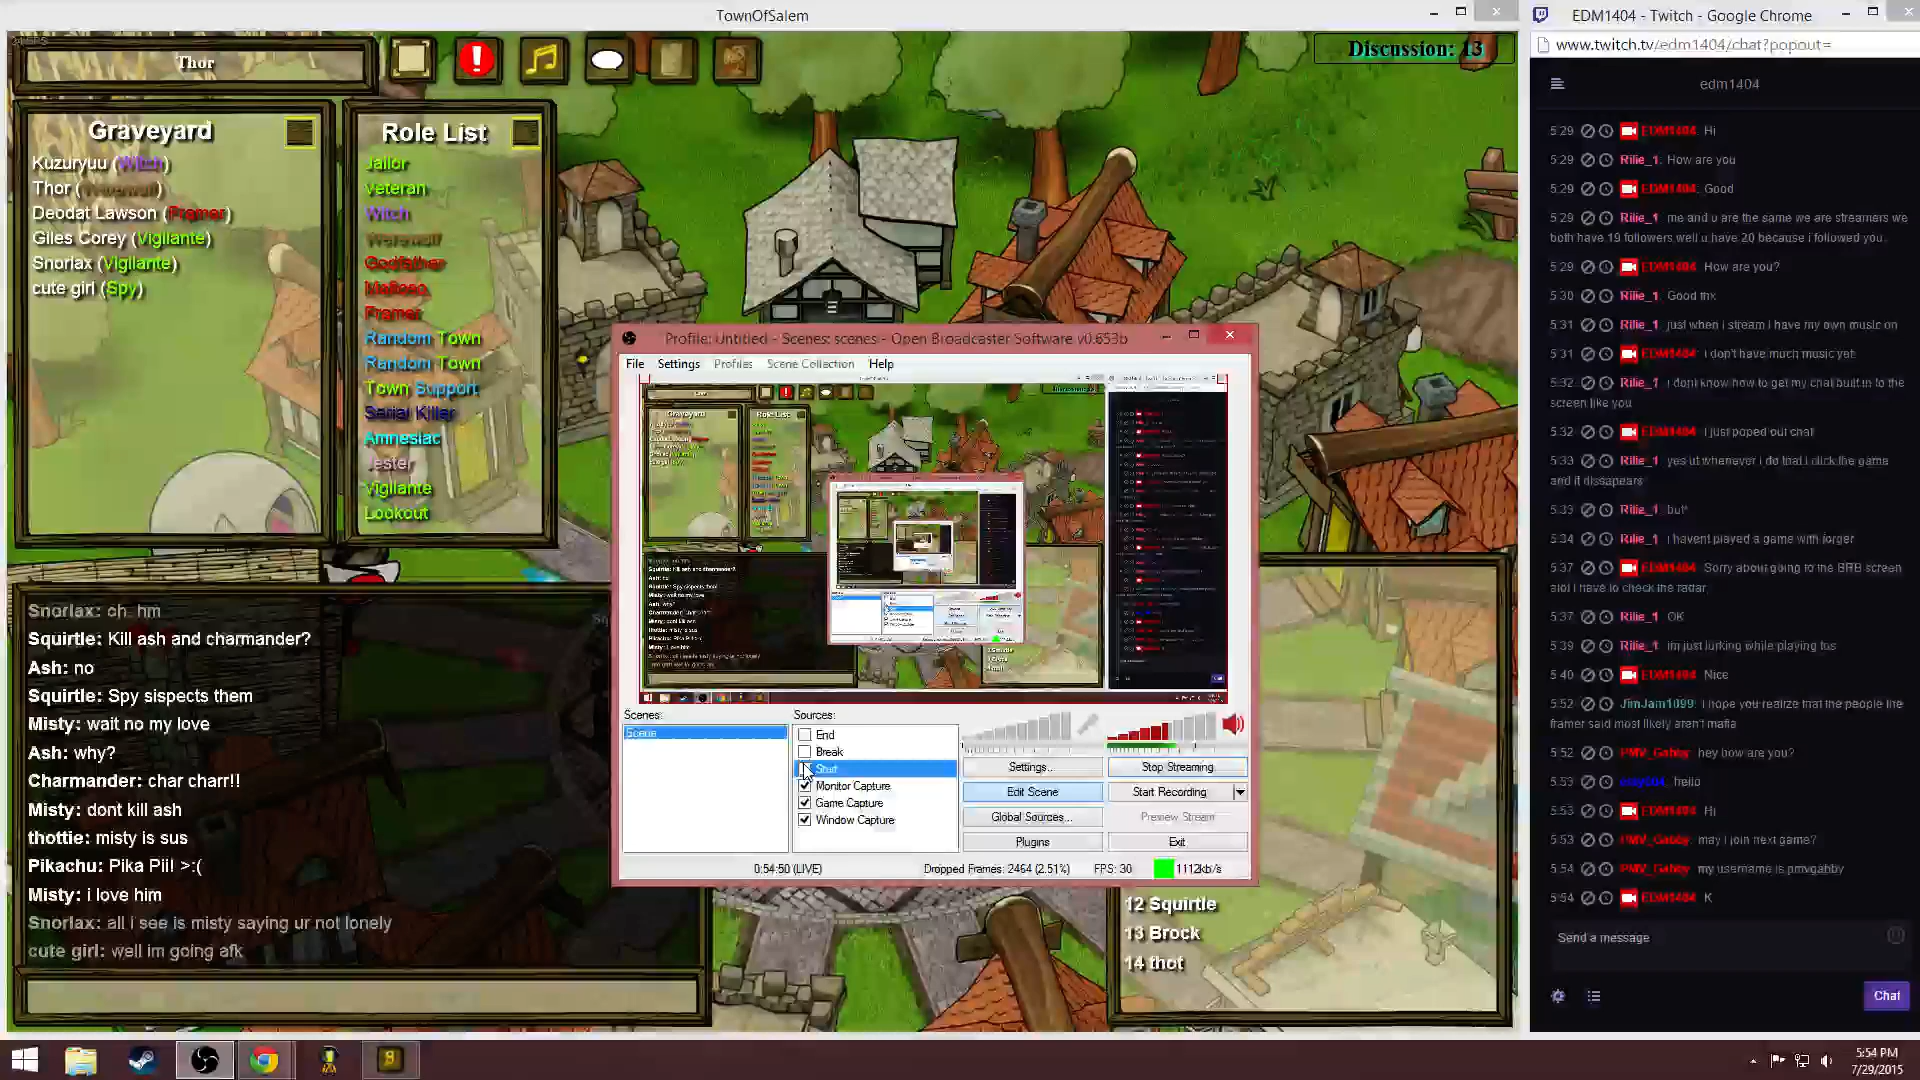 TownOfSalem
Thor
Discussion: 13
Graveyard
Kuzuryuu (Witch)
Thor (Werewolf)
Deodat Lawson (Framer)
Giles Corey (Vigilante)
Snorlax (Vigilante)
cute girl (Spy)
Role List
Jailor
Veteran
Witch
Werewolf
Godfather
Mafioso
Framer
Random Town
Random Town
Town Support
Serial Killer
Amnesiac
Jester
Vigilante
Lookout
Snorlax: ch. hm
Squirtle: Kill ash and charmander?
Ash: no
Squirtle: Spy sispects them
Misty: wait no my love
Ash: why?
Charmander: char charr!!
Misty: dont kill ash
thottie: misty is sus
Pikachu: Pika Pii! >:(
Misty: i love him
Snorlax: all i see is misty saying ur not lonely
cute girl: well im going afk
Profile: Untitled - Scenes: scenes - Open Broadcaster Software v0.653b
File Settings Profiles Scene Collection Help
Scenes:
Scene
Sources:
End
Break
Start
Monitor Capture
Game Capture
Window Capture
Settings...
Stop Streaming
Edit Scene
Start Recording
Global Sources...
Preview Stream
Plugins
Exit
0:54:50 (LIVE)
Dropped Frames: 2464 (2.51%)
FPS: 30
1112kb/s
12 Squirtle
13 Brock
14 thot
EDM1404 - Twitch - Google Chrome
www.twitch.tv/edm1404/chat?popout=
edm1404
5:29 EDM1404: Hi
5:29 Rilie_1: How are you
5:29 EDM1404: Good
5:29 Rilie_1: me and u are the same we are streamers we
both have 19 followers well u have 20 because i followed you.
5:29 EDM1404: How are you?
5:30 Rilie_1: Good thx
5:31 Rilie_1: just when i stream i have my own music on
5:31 EDM1404: I don't have much music yet
5:32 Rilie_1: i dont know how to get my chat built in to the
screen like you
5:32 EDM1404: I just poped out chat
5:33 Rilie_1: yes ut whenever i do that i click the game
and it dissapears
5:33 Rilie_1: but*
5:34 Rilie_1: i havent played a game with forger
5:37 EDM1404: Sorry about going to the BRB screen
alot i have to check the radar
5:37 Rilie_1: OK
5:39 Rilie_1: im just lurking while playing tos
5:40 EDM1404: Nice
5:52 JimJam1099: I hope you realize that the people the
framer said most likely aren't mafia
5:52 PMV_Gabby: hey bow are you?
5:53 hello
5:53 EDM1404: Hi
5:53 PMV_Gabby: may i join next game?
5:54 PMV_Gabby: my username is pmvgabby
5:54 EDM1404: K
Send a message
Chat
5:54 PM
7/29/2015